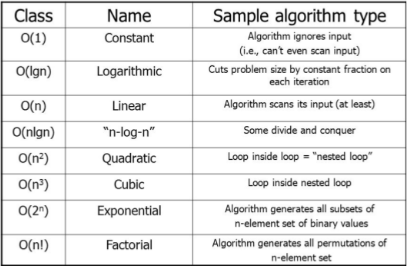 Class Name Sample algorithm type
O(1) Constant Algorithm ignores input
(i.e., can't even scan input)
O(lgn) Logarithmic Cuts problem size by constant fraction on
each iteration
O(n) Linear Algorithm scans its input (at least)
O(nlgn) "n-log-n" Some divide and conquer
O(n²) Quadratic Loop inside loop = "nested loop"
O(n³) Cubic Loop inside nested loop
O(2ⁿ) Exponential Algorithm generates all subsets of
n-element set of binary values
O(n!) Factorial Algorithm generates all permutations of
n-element set